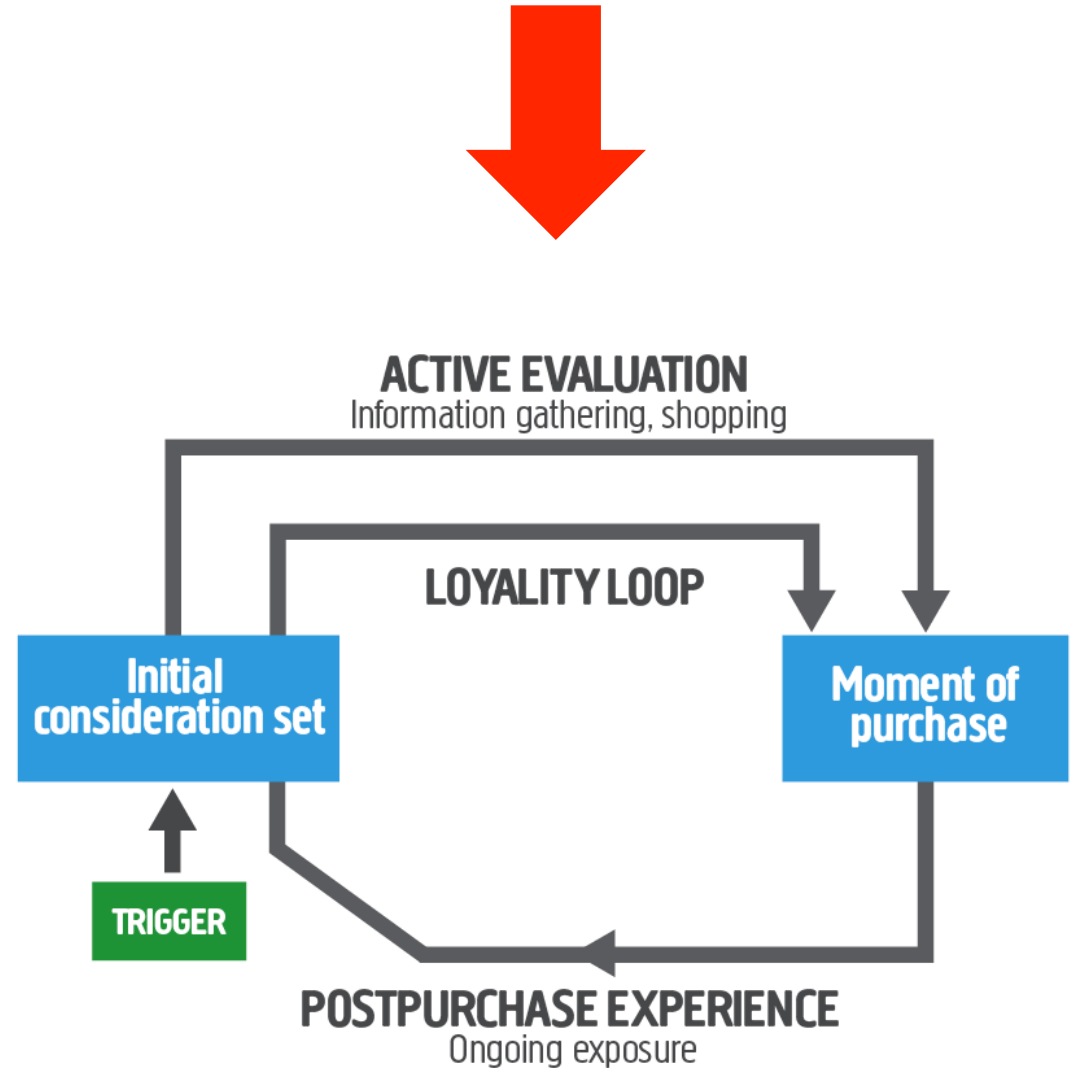 ACTIVE EVALUATION
Information gathering, shopping
LOYALITY LOOP
Initial
consideration set
Moment of
purchase
TRIGGER
POSTPURCHASE EXPERIENCE
Ongoing exposure